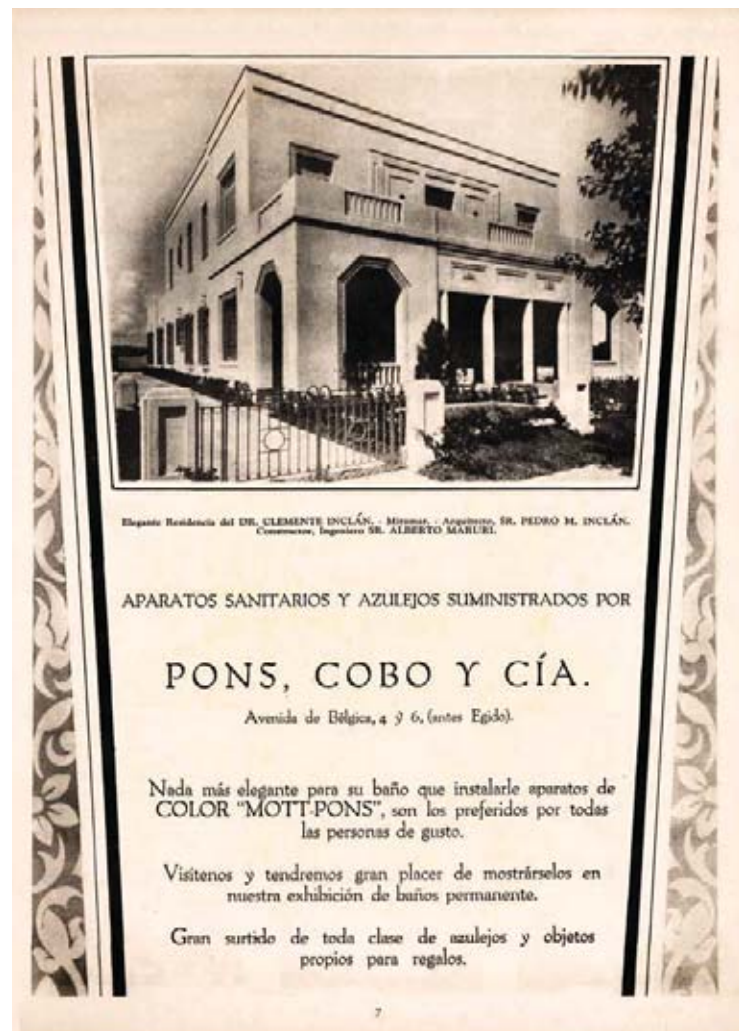 Elegante Residencia del DR. CLEMENTE INCLÁN. - Miramar. - Arquitecto, SR. PEDRO M. INCLÁN.
Constructor, Ingeniero SR. ALBERTO MARURI.
APARATOS SANITARIOS Y AZULEJOS SUMINISTRADOS POR
PONS, COBO Y CÍA.
Avenida de Bélgica, 4 y 6, (antes Egido).
Nada más elegante para su baño que instalarle aparatos de
COLOR "MOTT-PONS", son los preferidos por todas
las personas de gusto.
Visítenos y tendremos gran placer de mostrárselos en
nuestra exhibición de baños permanente.
Gran surtido de toda clase de azulejos y objetos
propios para regalos.
7